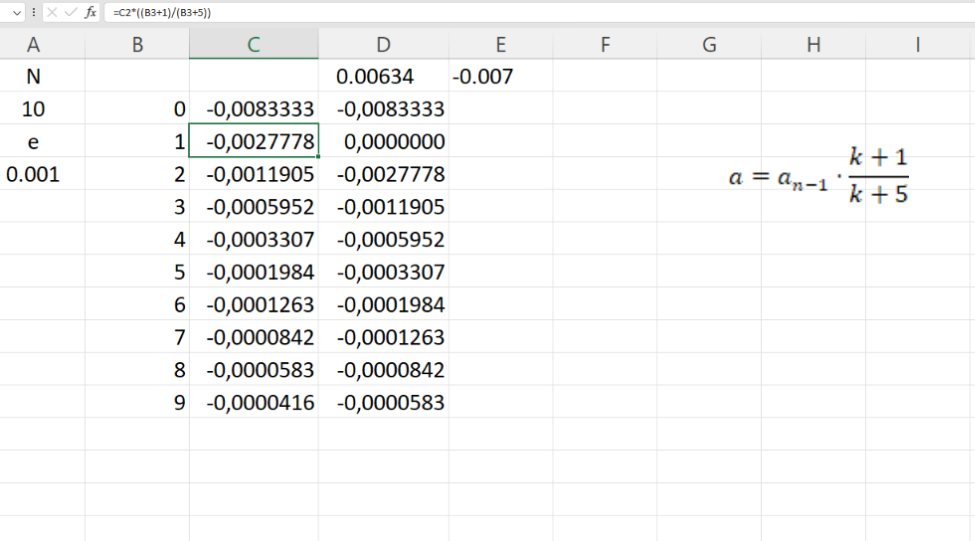 fx =C2*((B3+1)/(B3+5))
A B C D E F G H I
N 0.00634 -0.007
10 0 -0,0083333 -0,0083333
e 1 -0,0027778 0,0000000
0.001 2 -0,0011905 -0,0027778
3 -0,0005952 -0,0011905
4 -0,0003307 -0,0005952
5 -0,0001984 -0,0003307
6 -0,0001263 -0,0001984
7 -0,0000842 -0,0001263
8 -0,0000583 -0,0000842
9 -0,0000416 -0,0000583
a = aₙ₋₁ · (k + 1)/(k + 5)